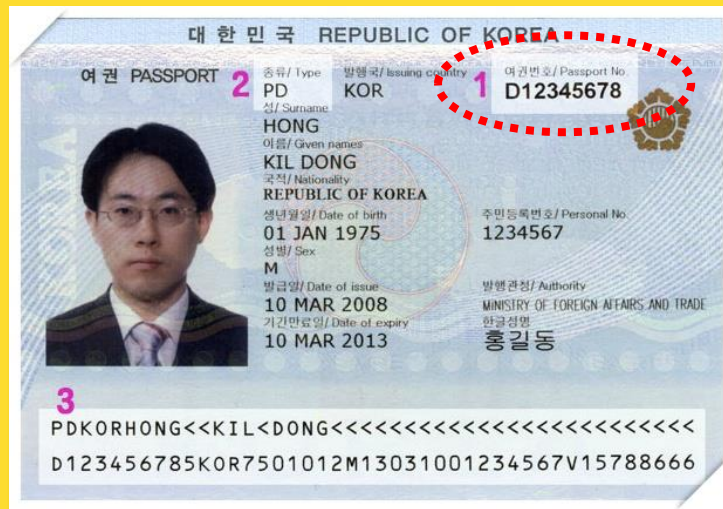 대한민국 REPUBLIC OF KOREA
여권 PASSPORT 2 종류/ Type 발행국/ Issuing country 1 여권번호/ Passport No.
PD KOR D12345678
성/ Surname
HONG
이름/ Given names
KIL DONG
국적/ Nationality
REPUBLIC OF KOREA
생년월일/ Date of birth 주민등록번호/ Personal No.
01 JAN 1975 1234567
성별/ Sex
M
발급일/ Date of issue 발행관청/ Authority
10 MAR 2008 MINISTRY OF FOREIGN AFFAIRS AND TRADE
기간만료일/ Date of expiry 한글성명
10 MAR 2013 홍길동
3
PDKORHONG<<KIL<DONG<<<<<<<<<<<<<<<<<<<<<<<<<
D123456785KOR7501012M13031001234567V15788666